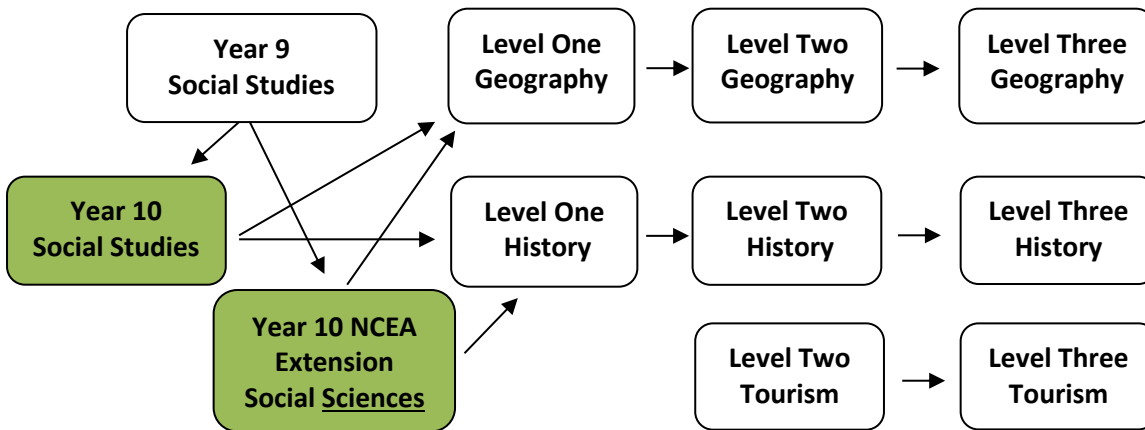 Year 9
Social Studies
Level One
Geography
Level Two
Geography
Level Three
Geography
Year 10
Social Studies
Level One
History
Level Two
History
Level Three
History
Year 10 NCEA
Extension
Social Sciences
Level Two
Tourism
Level Three
Tourism